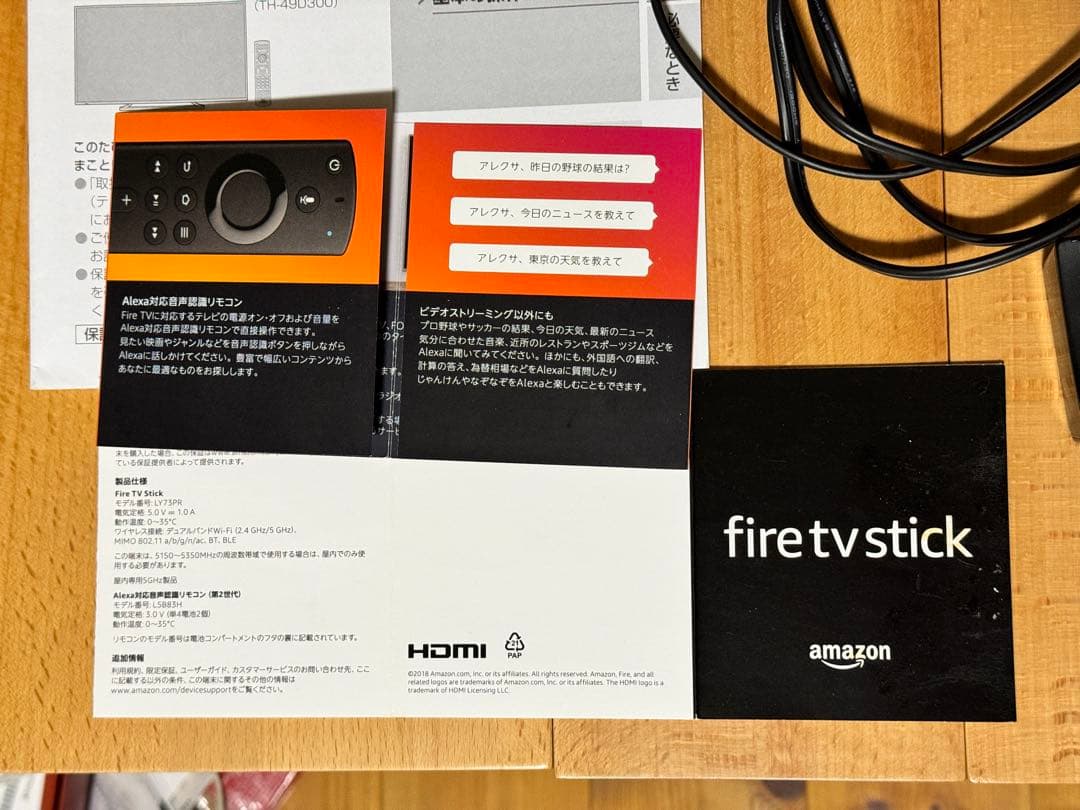 (TH-49D300)
必要なとき
このた
まこと
●「取
(テ
にお
●ご使
お読
●保
を
く
保証
アレクサ、昨日の野球の結果は?
アレクサ、今日のニュースを教えて
アレクサ、東京の天気を教えて
Alexa対応音声認識リモコン
Fire TVに対応するテレビの電源オン・オフおよび音量を
Alexa対応音声認識リモコンで直接操作できます。
見たい映画やジャンルなどを音声認識ボタンを押しながら
Alexaに話しかけてください。豊富で幅広いコンテンツから
あなたに最適なものをお探しします。
ビデオストリーミング以外にも
プロ野球やサッカーの結果、今日の天気、最新のニュース
気分に合わせた音楽、近所のレストランやスポーツジムなどを
Alexaに聞いてみてください。ほかにも、外国語への翻訳、
計算の答え、為替相場などをAlexaに質問したり
じゃんけんやなぞなぞをAlexaと楽しむこともできます。
末を購入した場合、この保証はwww.
ている保証提供者によって提供されます。
製品仕様
Fire TV Stick
モデル番号: LY73PR
電気定格: 5.0 V ⎓ 1.0 A
動作温度: 0〜35°C
ワイヤレス接続: デュアルバンドWi-Fi (2.4 GHz/5 GHz)、
MIMO 802.11 a/b/g/n/ac、BT、BLE
この端末は、5150〜5350MHzの周波数帯域で使用する場合は、屋内でのみ使
用する必要があります。
屋内専用5GHz製品
Alexa対応音声認識リモコン (第2世代)
モデル番号: L5B83H
電気定格: 3.0 V (単4電池2個)
動作温度: 0〜35°C
リモコンのモデル番号は電池コンパートメントのフタの裏に記載されています。
追加情報
利用規約、限定保証、ユーザーガイド、カスタマーサービスのお問い合わせ先、ここ
に記載する以外の条件、この端末に関するその他の情報は
www.amazon.com/devicesupportをご覧ください。
HDMI
21
PAP
©2018 Amazon.com, Inc. or its affiliates. All rights reserved. Amazon, Fire, and all
related logos are trademarks of Amazon.com, Inc. or its affiliates. The HDMI logo is a
trademark of HDMI Licensing LLC.
fire tv stick
amazon